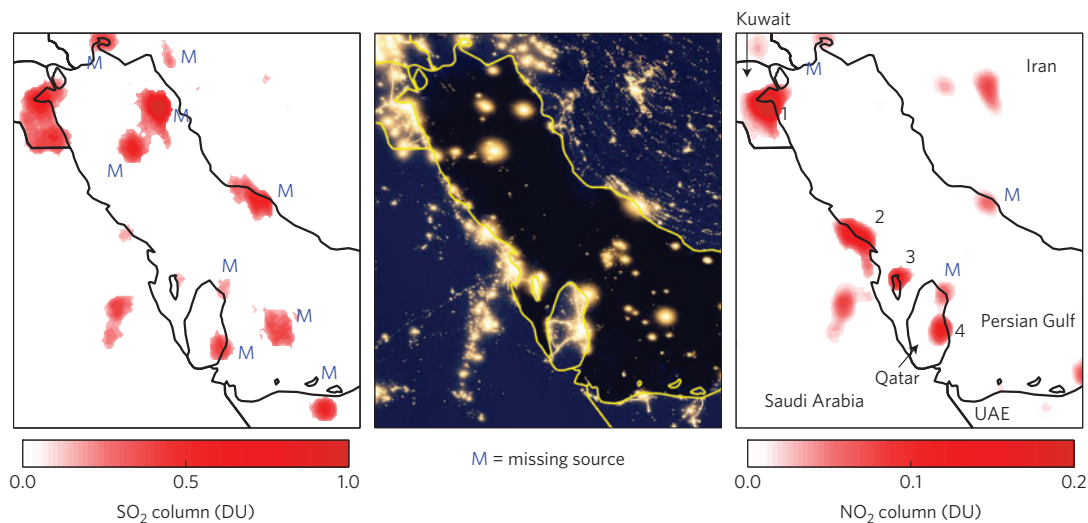 M
M
M
M
M
M
M
M
M
0.0
0.5
1.0
SO₂ column (DU)
M = missing source
Kuwait
M
Iran
1
M
2
3
M
Persian Gulf
4
Qatar
Saudi Arabia
UAE
0.0
0.1
0.2
NO₂ column (DU)